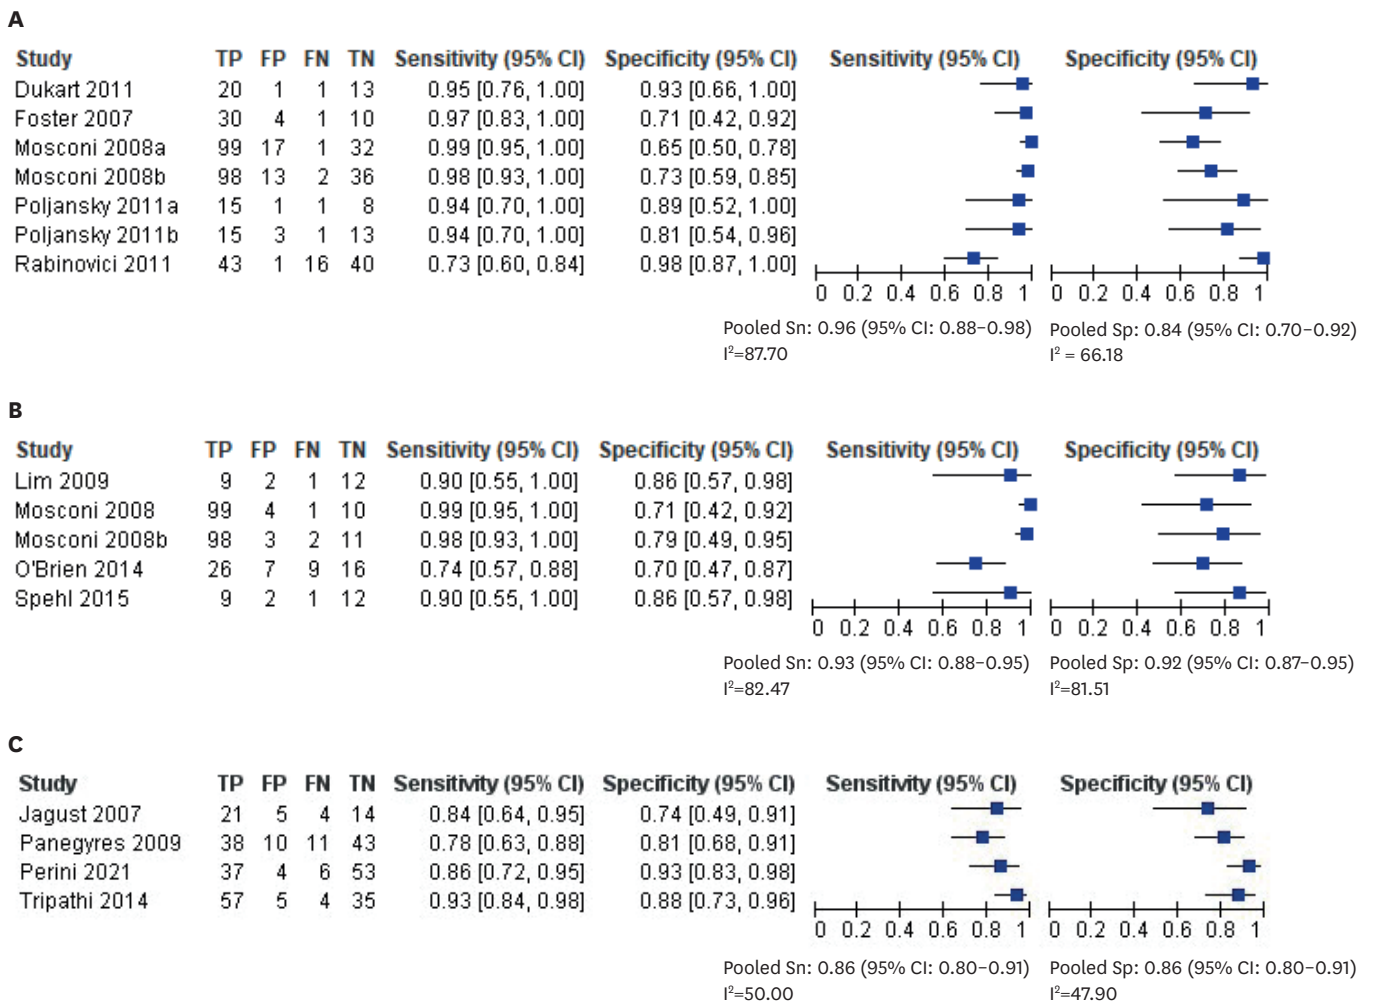 A
Study TP FP FN TN Sensitivity (95% CI) Specificity (95% CI) Sensitivity (95% CI) Specificity (95% CI)
Dukart 2011 20 1 1 13 0.95 [0.76, 1.00] 0.93 [0.66, 1.00]
Foster 2007 30 4 1 10 0.97 [0.83, 1.00] 0.71 [0.42, 0.92]
Mosconi 2008a 99 17 1 32 0.99 [0.95, 1.00] 0.65 [0.50, 0.78]
Mosconi 2008b 98 13 2 36 0.98 [0.93, 1.00] 0.73 [0.59, 0.85]
Poljansky 2011a 15 1 1 8 0.94 [0.70, 1.00] 0.89 [0.52, 1.00]
Poljansky 2011b 15 3 1 13 0.94 [0.70, 1.00] 0.81 [0.54, 0.96]
Rabinovici 2011 43 1 16 40 0.73 [0.60, 0.84] 0.98 [0.87, 1.00]
0 0.2 0.4 0.6 0.8 1 0 0.2 0.4 0.6 0.8 1
Pooled Sn: 0.96 (95% CI: 0.88–0.98) Pooled Sp: 0.84 (95% CI: 0.70–0.92)
I²=87.70 I² = 66.18
B
Study TP FP FN TN Sensitivity (95% CI) Specificity (95% CI) Sensitivity (95% CI) Specificity (95% CI)
Lim 2009 9 2 1 12 0.90 [0.55, 1.00] 0.86 [0.57, 0.98]
Mosconi 2008 99 4 1 10 0.99 [0.95, 1.00] 0.71 [0.42, 0.92]
Mosconi 2008b 98 3 2 11 0.98 [0.93, 1.00] 0.79 [0.49, 0.95]
O'Brien 2014 26 7 9 16 0.74 [0.57, 0.88] 0.70 [0.47, 0.87]
Spehl 2015 9 2 1 12 0.90 [0.55, 1.00] 0.86 [0.57, 0.98]
0 0.2 0.4 0.6 0.8 1 0 0.2 0.4 0.6 0.8 1
Pooled Sn: 0.93 (95% CI: 0.88–0.95) Pooled Sp: 0.92 (95% CI: 0.87–0.95)
I²=82.47 I²=81.51
C
Study TP FP FN TN Sensitivity (95% CI) Specificity (95% CI) Sensitivity (95% CI) Specificity (95% CI)
Jagust 2007 21 5 4 14 0.84 [0.64, 0.95] 0.74 [0.49, 0.91]
Panegyres 2009 38 10 11 43 0.78 [0.63, 0.88] 0.81 [0.68, 0.91]
Perini 2021 37 4 6 53 0.86 [0.72, 0.95] 0.93 [0.83, 0.98]
Tripathi 2014 57 5 4 35 0.93 [0.84, 0.98] 0.88 [0.73, 0.96]
0 0.2 0.4 0.6 0.8 1 0 0.2 0.4 0.6 0.8 1
Pooled Sn: 0.86 (95% CI: 0.80–0.91) Pooled Sp: 0.86 (95% CI: 0.80–0.91)
I²=50.00 I²=47.90